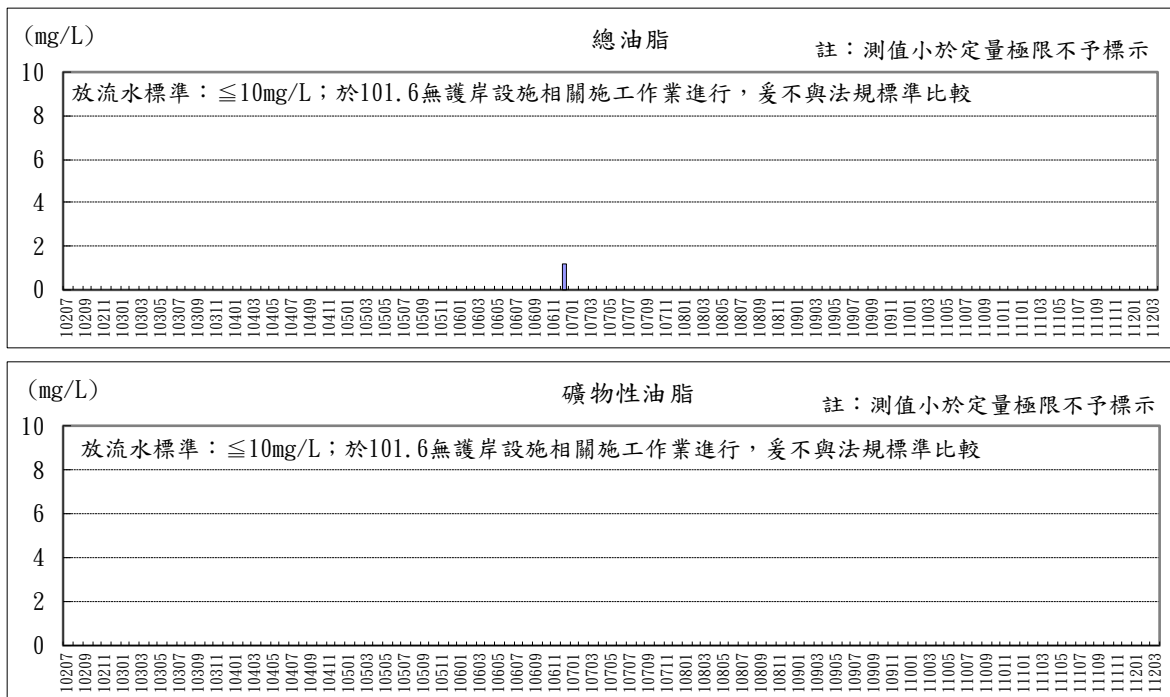 (mg/L)
總油脂
註：測值小於定量極限不予標示
放流水標準：≦10mg/L；於101.6無護岸設施相關施工作業進行，爰不與法規標準比較
10
8
6
4
2
0
10207 10209 10211 10301 10303 10305 10307 10309 10311 10401 10403 10405 10407 10409 10411 10501 10503 10505 10507 10509 10511 10601 10603 10605 10607 10609 10611 10701 10703 10705 10707 10709 10711 10801 10803 10805 10807 10809 10811 10901 10903 10905 10907 10909 10911 11001 11003 11005 11007 11009 11011 11101 11103 11105 11107 11109 11111 11201 11203
(mg/L)
礦物性油脂
註：測值小於定量極限不予標示
放流水標準：≦10mg/L；於101.6無護岸設施相關施工作業進行，爰不與法規標準比較
10
8
6
4
2
0
10207 10209 10211 10301 10303 10305 10307 10309 10311 10401 10403 10405 10407 10409 10411 10501 10503 10505 10507 10509 10511 10601 10603 10605 10607 10609 10611 10701 10703 10705 10707 10709 10711 10801 10803 10805 10807 10809 10811 10901 10903 10905 10907 10909 10911 11001 11003 11005 11007 11009 11011 11101 11103 11105 11107 11109 11111 11201 11203